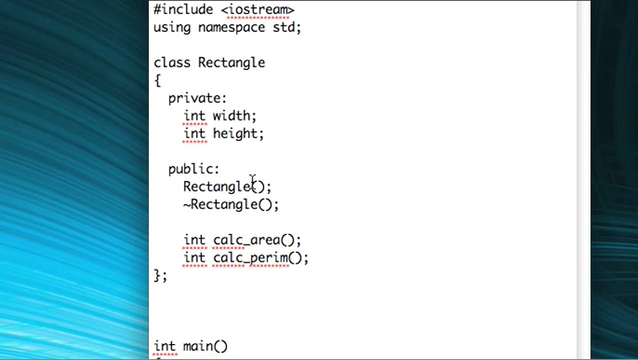 #include <iostream>
using namespace std;
class Rectangle
{
private:
int width;
int height;
public:
Rectangle();
~Rectangle();
int calc_area();
int calc_perim();
};
int main()